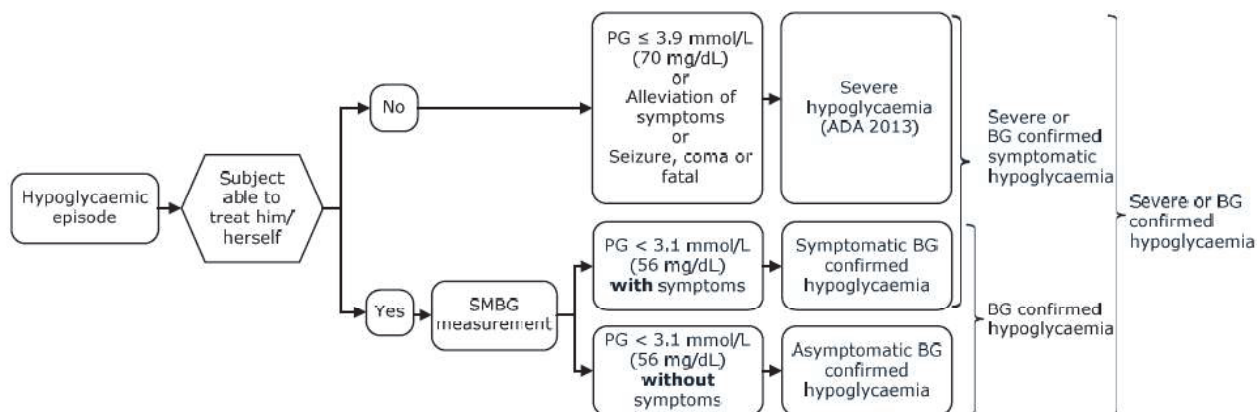 Hypoglycaemic
episode
Subject
able to
treat him/
herself
No
PG ≤ 3.9 mmol/L
(70 mg/dL)
or
Alleviation of
symptoms
or
Seizure, coma or
fatal
Severe
hypoglycaemia
(ADA 2013)
Yes
SMBG
measurement
PG < 3.1 mmol/L
(56 mg/dL)
with symptoms
Symptomatic BG
confirmed
hypoglycaemia
PG < 3.1 mmol/L
(56 mg/dL)
without
symptoms
Asymptomatic BG
confirmed
hypoglycaemia
Severe or
BG confirmed
symptomatic
hypoglycaemia
BG confirmed
hypoglycaemia
Severe or BG
confirmed
hypoglycaemia